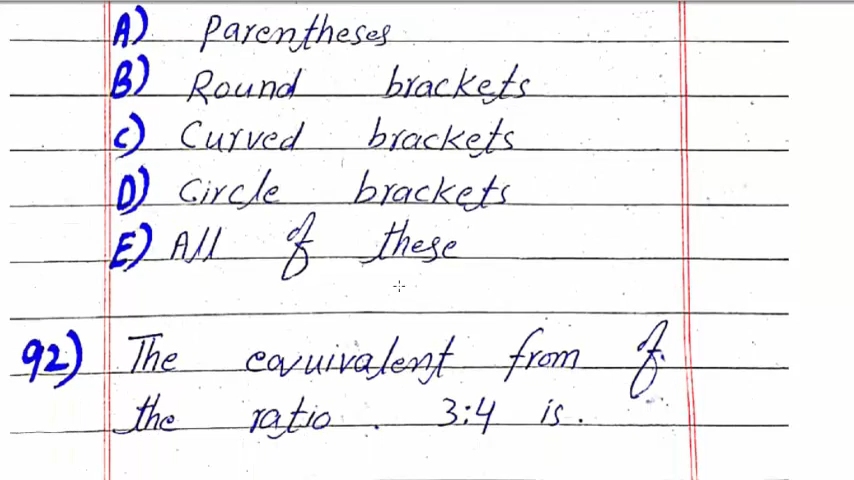 A) Parentheses
B) Round brackets
C) Curved brackets
D) Circle brackets
E) All of these
92) The equivalent from of
the ratio. 3:4 is.